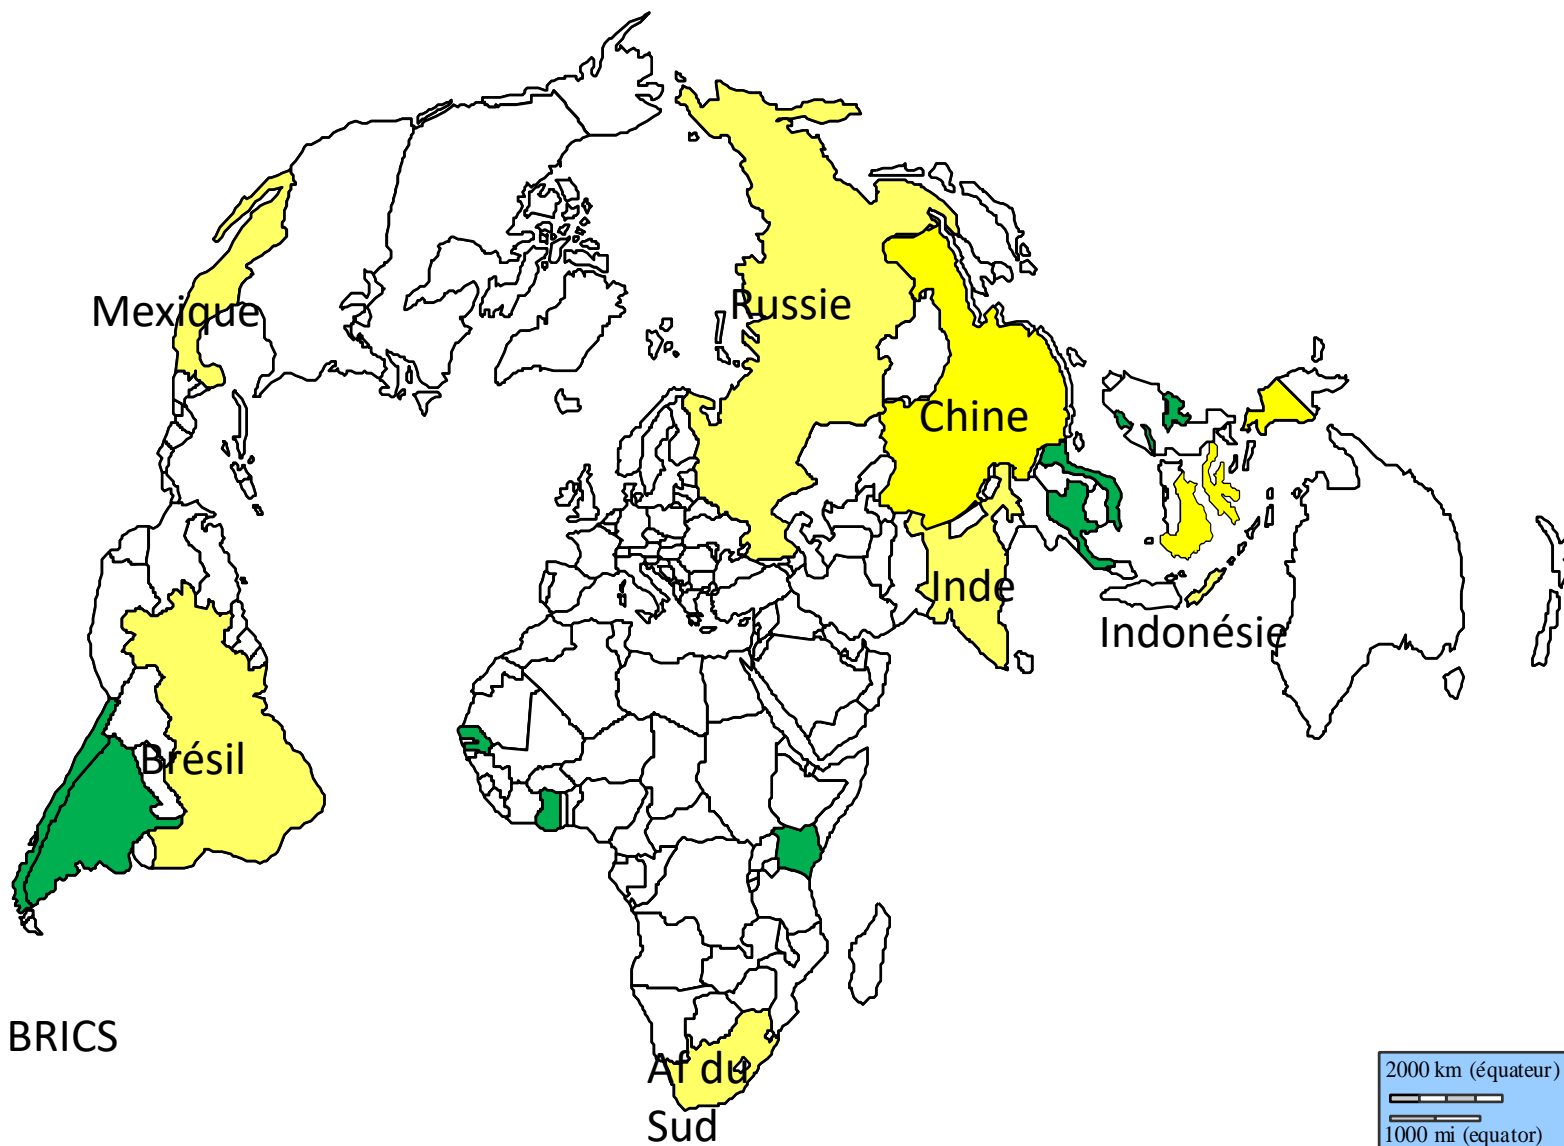 Mexique
Russie
Chine
Inde
Indonésie
Brésil
BRICS
Af du
Sud
2000 km (équateur)
1000 mi (equator)